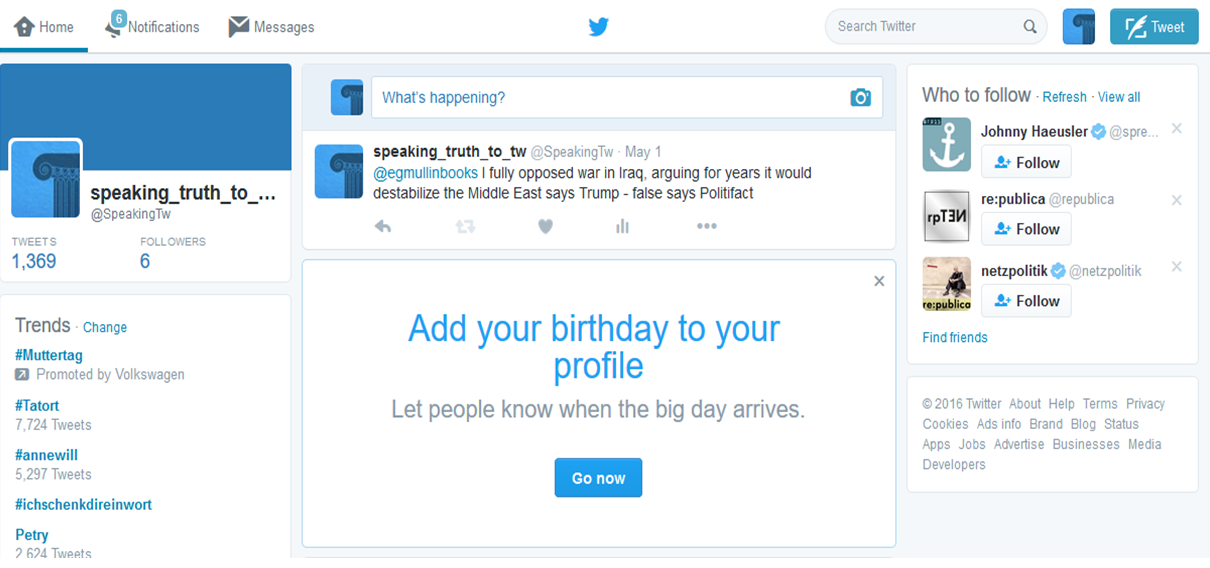 Home
6
Notifications
Messages
Search Twitter
Tweet
speaking_truth_to_...
@SpeakingTw
TWEETS FOLLOWERS
1,369 6
Trends · Change
#Muttertag
Promoted by Volkswagen
#Tatort
7,724 Tweets
#annewill
5,297 Tweets
#ichschenkdireinwort
Petry
2,624 Tweets
What's happening?
speaking_truth_to_tw @SpeakingTw · May 1
@egmullinbooks I fully opposed war in Iraq, arguing for years it would
destabilize the Middle East says Trump - false says Politifact
Add your birthday to your
profile
Let people know when the big day arrives.
Go now
Who to follow · Refresh · View all
Johnny Haeusler @spre...
Follow
re:publica @republica
rpTEN
Follow
netzpolitik @netzpolitik
re:publica
Follow
Find friends
© 2016 Twitter About Help Terms Privacy
Cookies Ads info Brand Blog Status
Apps Jobs Advertise Businesses Media
Developers